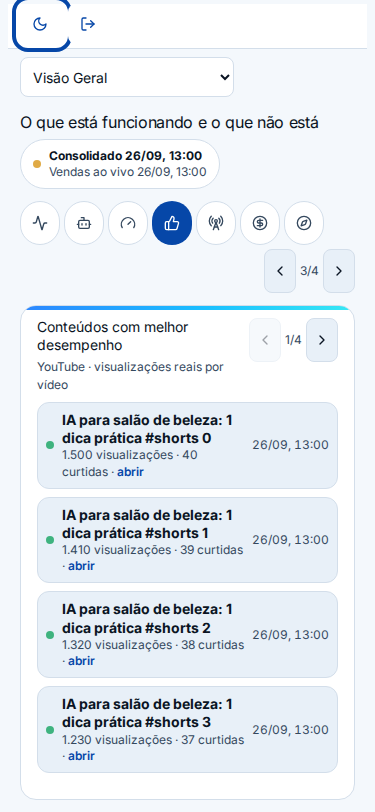 Visão Geral
O que está funcionando e o que não está
Consolidado 26/09, 13:00
Vendas ao vivo 26/09, 13:00
3/4
Conteúdos com melhor
desempenho
1/4
YouTube · visualizações reais por
vídeo
IA para salão de beleza: 1
dica prática #shorts 0
1.500 visualizações · 40
curtidas · abrir
26/09, 13:00
IA para salão de beleza: 1
dica prática #shorts 1
1.410 visualizações · 39 curtidas
· abrir
26/09, 13:00
IA para salão de beleza: 1
dica prática #shorts 2
1.320 visualizações · 38 curtidas
· abrir
26/09, 13:00
IA para salão de beleza: 1
dica prática #shorts 3
1.230 visualizações · 37 curtidas
· abrir
26/09, 13:00